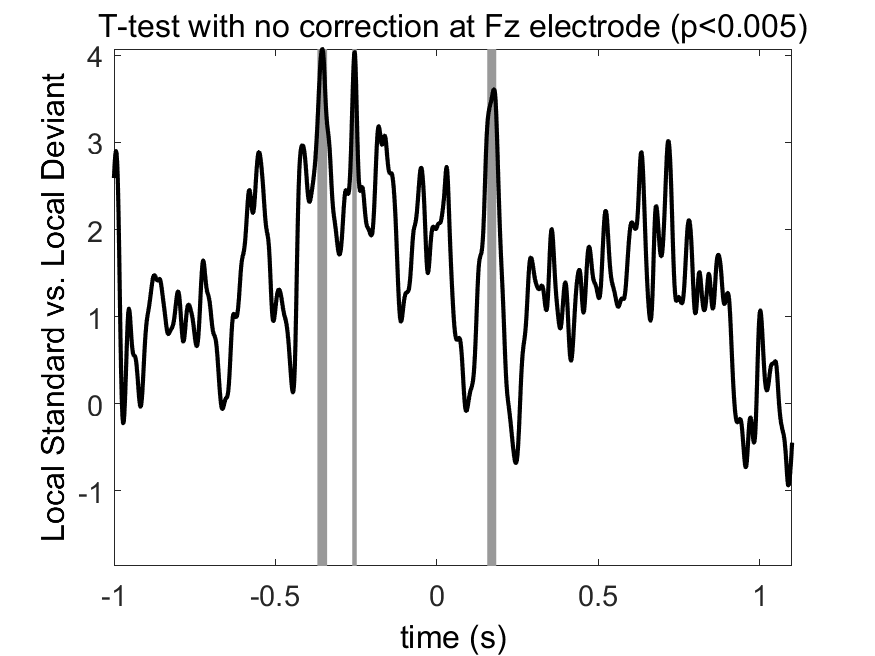 T-test with no correction at Fz electrode (p<0.005)
Local Standard vs. Local Deviant
4
3
2
1
0
-1
-1 -0.5 0 0.5 1
time (s)